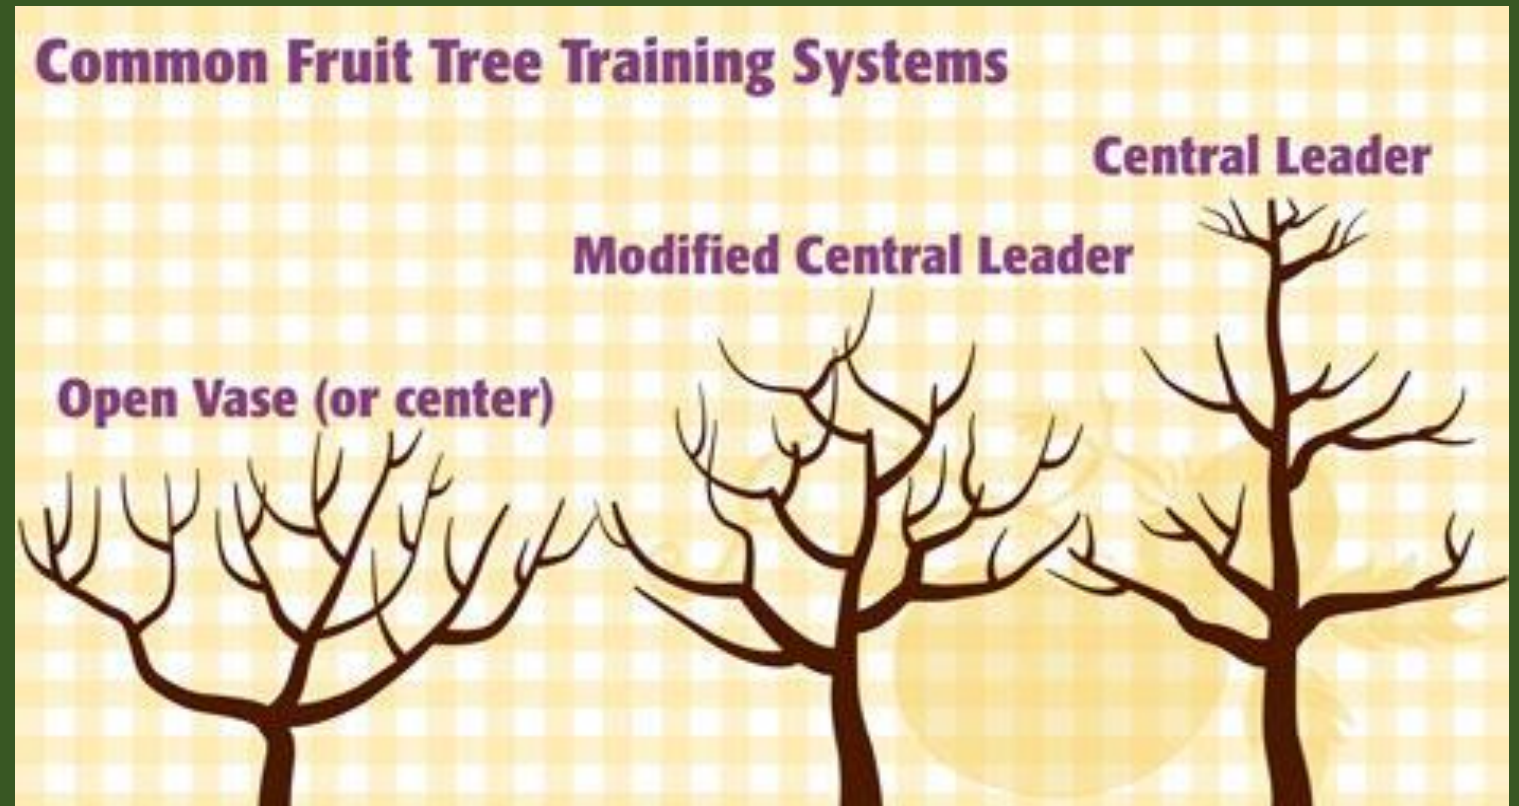 Common Fruit Tree Training Systems
Central Leader
Modified Central Leader
Open Vase (or center)